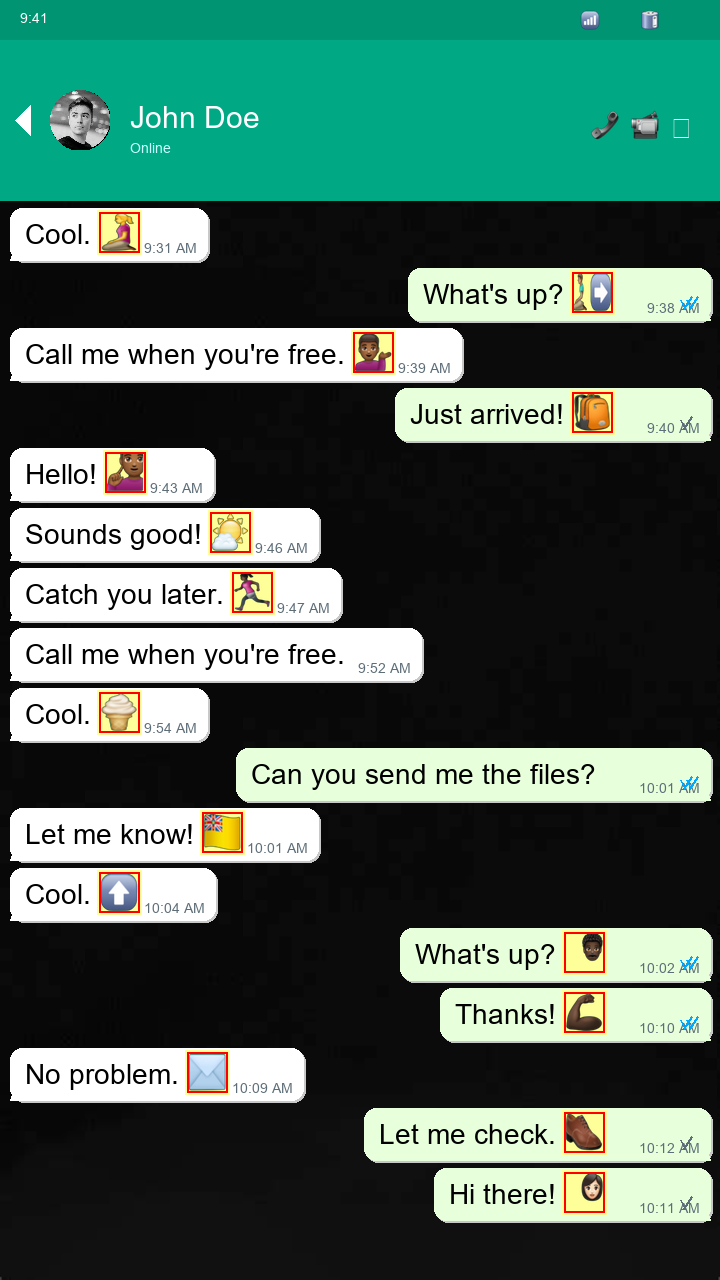 9:41
John Doe
Online
Cool. 🧎‍♀️ 9:31 AM
What's up? 🧎‍➡️ 9:38 AM
Call me when you're free. 💁🏾 9:39 AM
Just arrived! 🎒 9:40 AM
Hello! 🧏🏾‍♀️ 9:43 AM
Sounds good! 🌤️ 9:46 AM
Catch you later. 🏃🏿‍♀️ 9:47 AM
Call me when you're free. 9:52 AM
Cool. 🍦 9:54 AM
Can you send me the files? 10:01 AM
Let me know! 🇳🇺 10:01 AM
Cool. ⬆️ 10:04 AM
What's up? 10:02 AM
Thanks! 💪🏿 10:10 AM
No problem. ✉️ 10:09 AM
Let me check. 👞 10:12 AM
Hi there! 10:11 AM